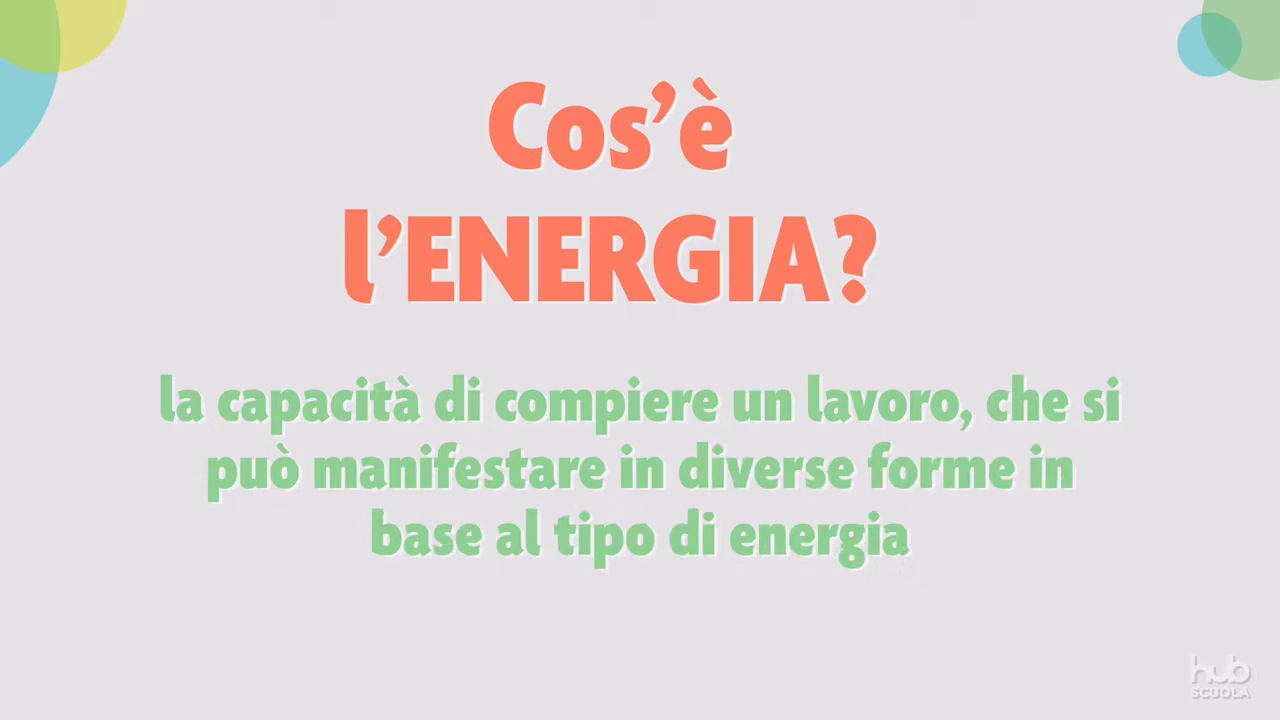 Cos’è
l’ENERGIA?
la capacità di compiere un lavoro, che si
può manifestare in diverse forme in
base al tipo di energia
hub
SCUOLA